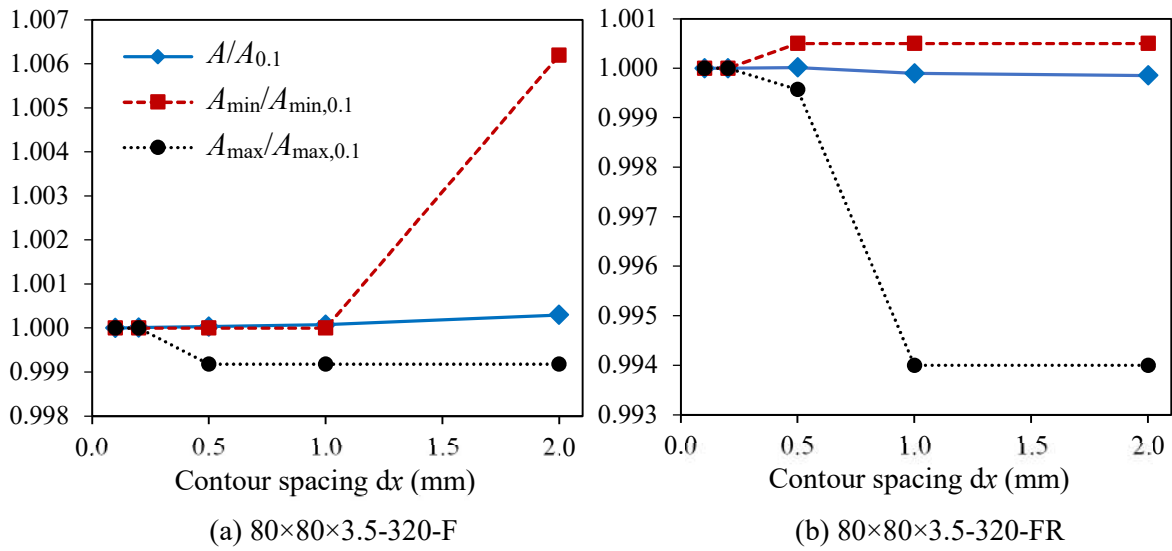 1.007
1.006
1.005
1.004
1.003
1.002
1.001
1.000
0.999
0.998
A/A0.1
Amin/Amin,0.1
Amax/Amax,0.1
0.0 0.5 1.0 1.5 2.0
Contour spacing dx (mm)
(a) 80×80×3.5-320-F
1.001
1.000
0.999
0.998
0.997
0.996
0.995
0.994
0.993
0.0 0.5 1.0 1.5 2.0
Contour spacing dx (mm)
(b) 80×80×3.5-320-FR